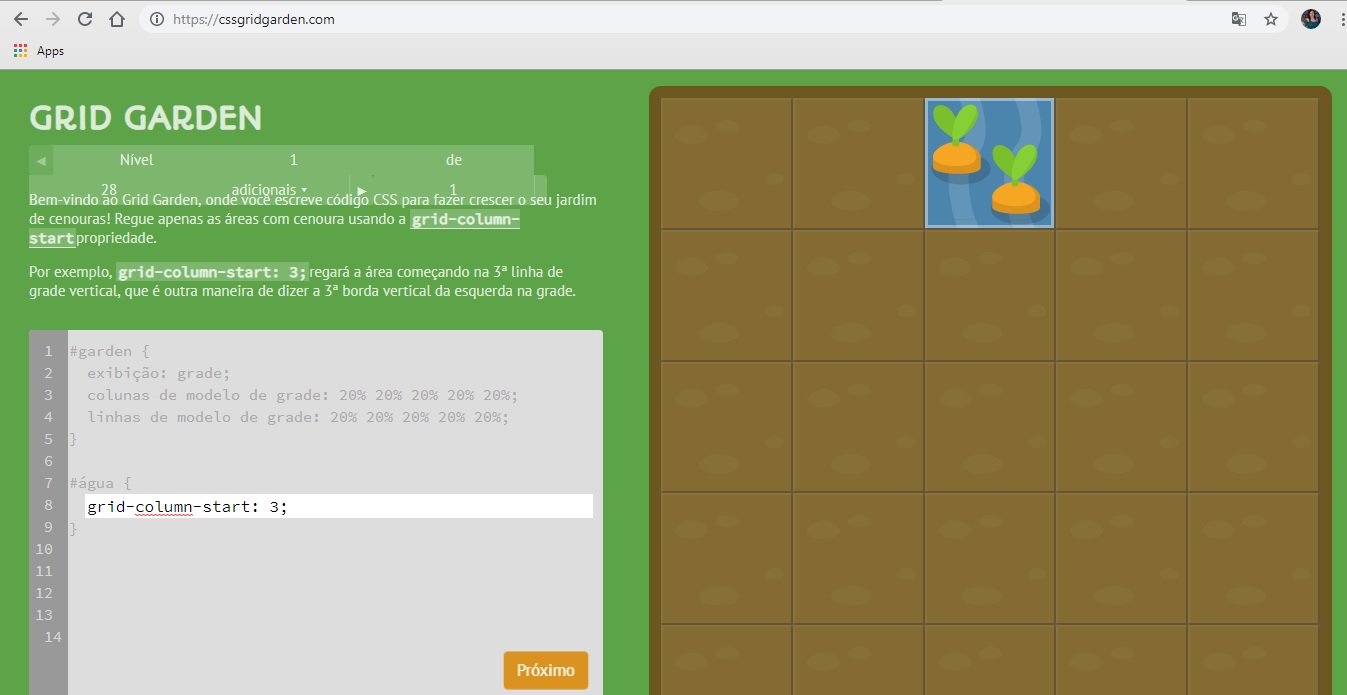 https://cssgridgarden.com
Apps
GRID GARDEN
◀ Nível 1 de
28 adicionais ▾ ▶ 1
Bem-vindo ao Grid Garden, onde você escreve código CSS para fazer crescer o seu jardim
de cenouras! Regue apenas as áreas com cenoura usando a grid-column-
start propriedade.
Por exemplo, grid-column-start: 3; regará a área começando na 3ª linha de
grade vertical, que é outra maneira de dizer a 3ª borda vertical da esquerda na grade.
1 #garden {
2 exibição: grade;
3 colunas de modelo de grade: 20% 20% 20% 20% 20%;
4 linhas de modelo de grade: 20% 20% 20% 20% 20%;
5 }
6
7 #água {
8 grid-column-start: 3;
9 }
10
11
12
13
14
Próximo